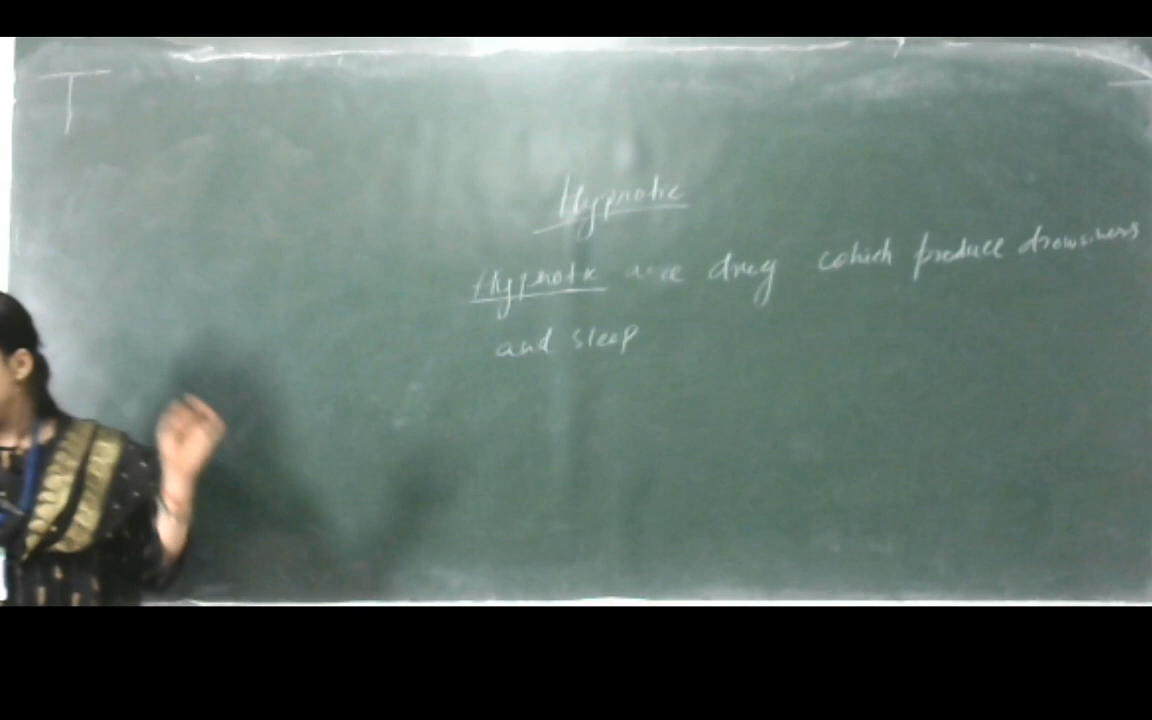 Hypnotic
Hypnotic are drug which produce drowsiness
and sleep